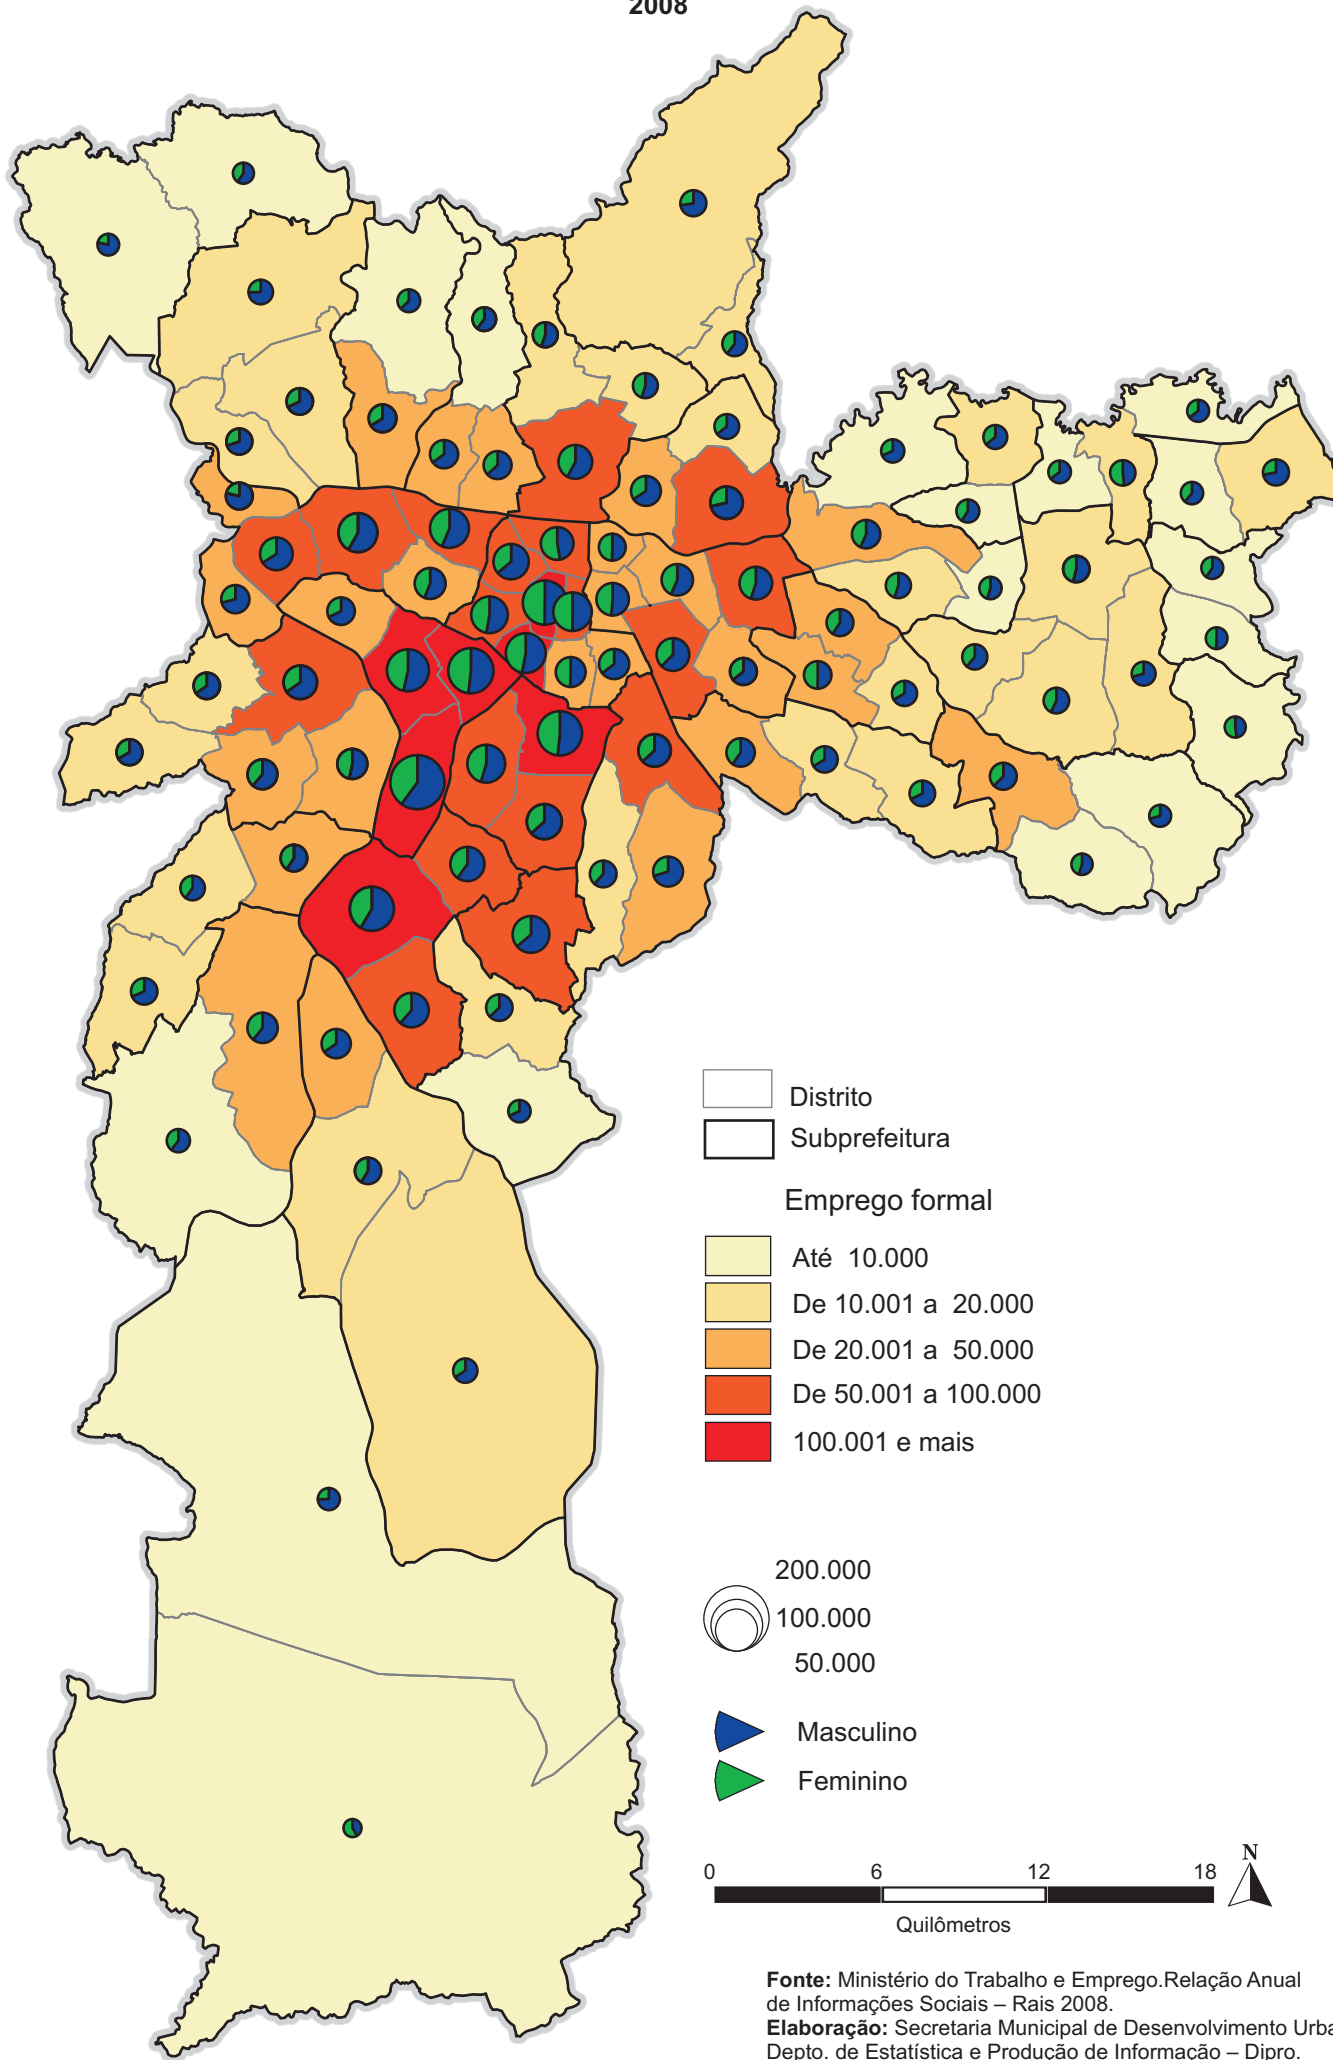 2008
Distrito
Subprefeitura
Emprego formal
Até 10.000
De 10.001 a 20.000
De 20.001 a 50.000
De 50.001 a 100.000
100.001 e mais
200.000
100.000
50.000
Masculino
Feminino
0 6 12 18
N
Quilômetros
Fonte: Ministério do Trabalho e Emprego.Relação Anual
de Informações Sociais – Rais 2008.
Elaboração: Secretaria Municipal de Desenvolvimento Urba
Depto. de Estatística e Produção de Informação – Dipro.